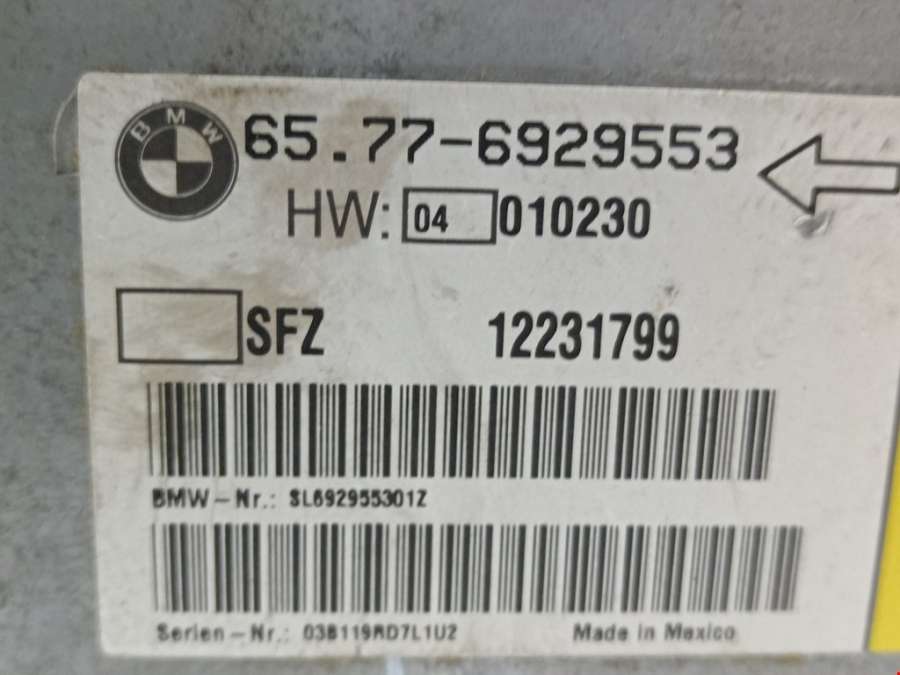 BMW
65.77-6929553
HW: 04 010230
SFZ 12231799
BMW-Nr.: SL692955301Z
Serien-Nr.: 03B119RD7L1U2
Made in Mexico